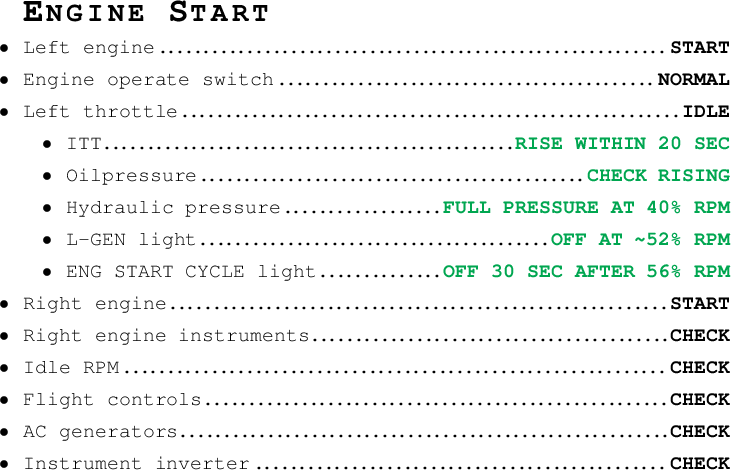 ENGINE START
• Left engine ........................................................... START
• Engine operate switch ............................................ NORMAL
• Left throttle .......................................................... IDLE
• ITT ................................................ RISE WITHIN 20 SEC
• Oilpressure ............................................. CHECK RISING
• Hydraulic pressure .................. FULL PRESSURE AT 40% RPM
• L-GEN light ......................................... OFF AT ~52% RPM
• ENG START CYCLE light .............. OFF 30 SEC AFTER 56% RPM
• Right engine .......................................................... START
• Right engine instruments .......................................... CHECK
• Idle RPM ............................................................... CHECK
• Flight controls ...................................................... CHECK
• AC generators ......................................................... CHECK
• Instrument inverter ................................................ CHECK